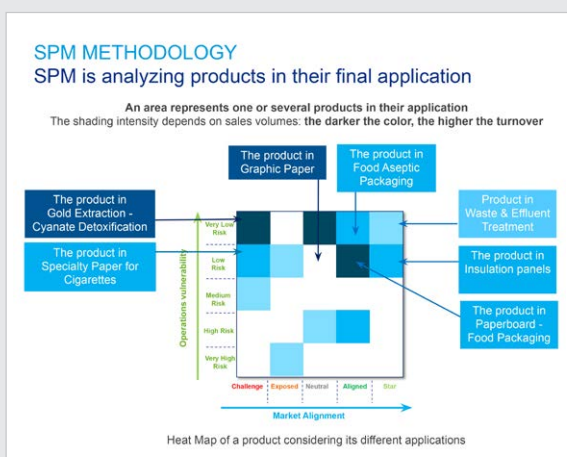 SPM METHODOLOGY
SPM is analyzing products in their final application
An area represents one or several products in their application
The shading intensity depends on sales volumes: the darker the color, the higher the turnover
The product in
Graphic Paper
The product in
Food Aseptic
Packaging
The product in
Gold Extraction -
Cyanate Detoxification
Product in
Waste & Effluent
Treatment
The product in
Specialty Paper for
Cigarettes
The product in
Insulation panels
The product in
Paperboard -
Food Packaging
Operations vulnerability
Very Low
Risk
Low
Risk
Medium
Risk
High Risk
Very High
Risk
Challenge Exposed Neutral Aligned Star
Market Alignment
Heat Map of a product considering its different applications